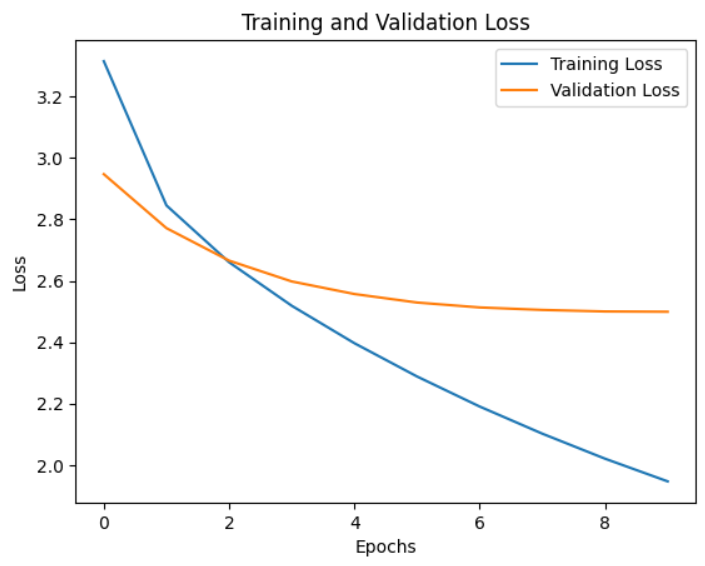 Training and Validation Loss
Training Loss
Validation Loss
3.2
3.0
2.8
2.6
2.4
2.2
2.0
Loss
0 2 4 6 8
Epochs